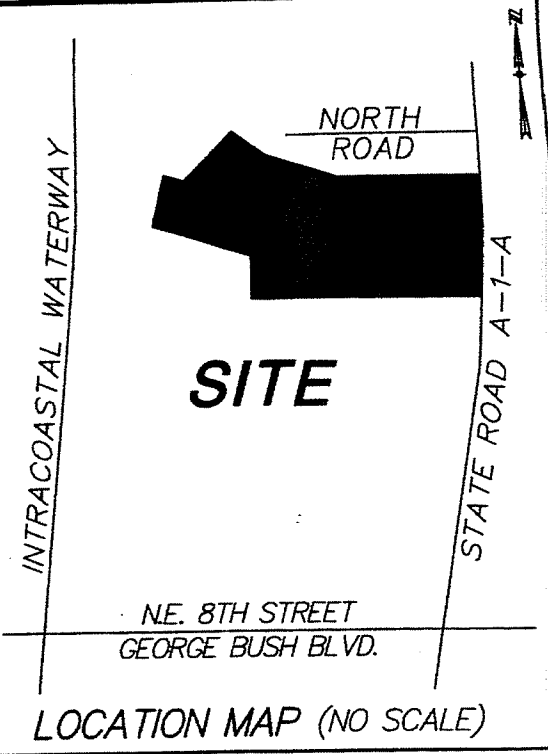 N
NORTH
ROAD
INTRACOASTAL WATERWAY
STATE ROAD A-1-A
SITE
N.E. 8TH STREET
GEORGE BUSH BLVD.
LOCATION MAP (NO SCALE)